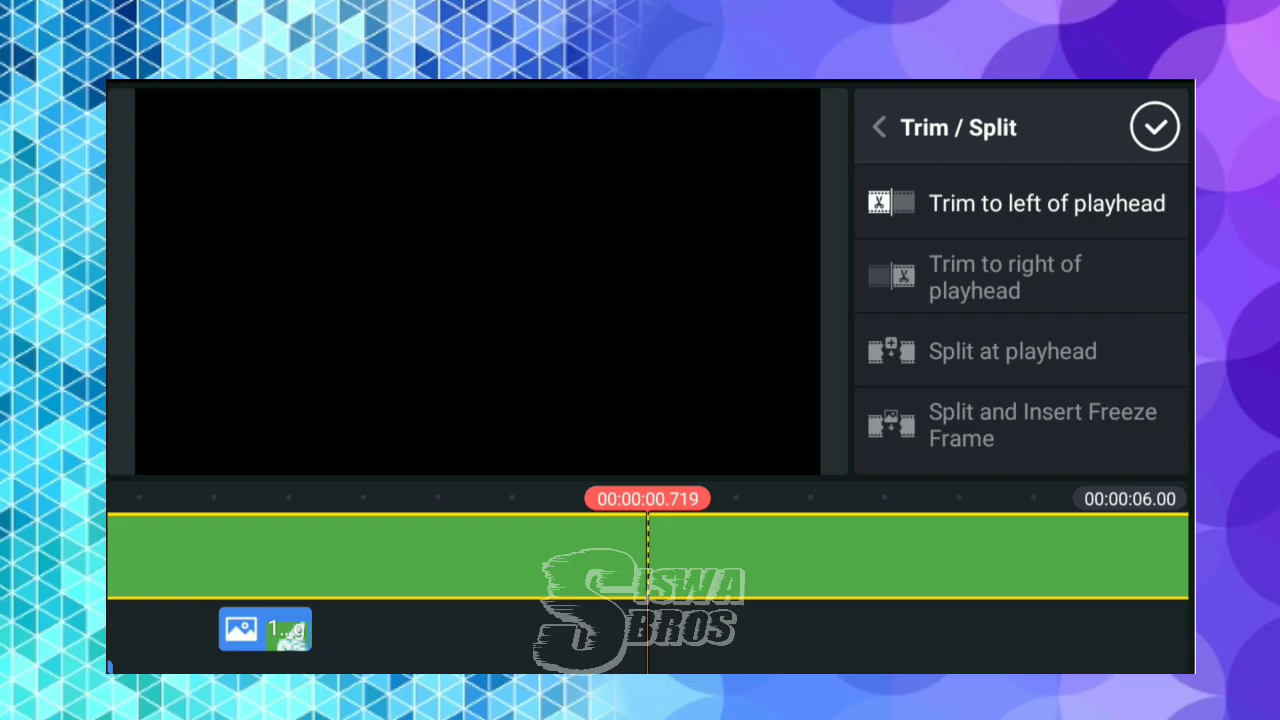 Trim / Split
Trim to left of playhead
Trim to right of
playhead
Split at playhead
Split and Insert Freeze
Frame
00:00:00.719
00:00:06.00
1...g
SISWA
BROS